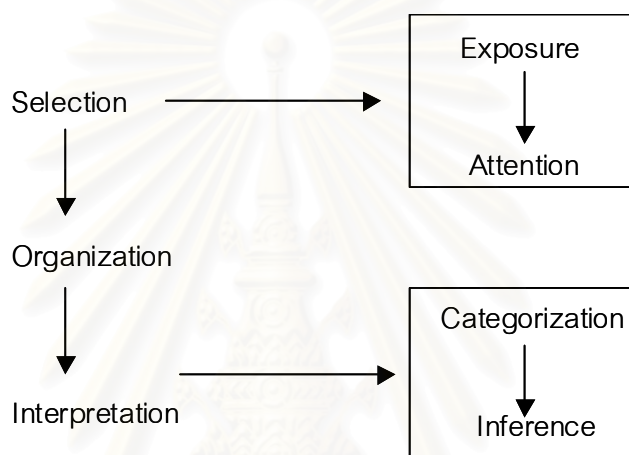 Selection
Organization
Interpretation
Exposure
Attention
Categorization
Inference